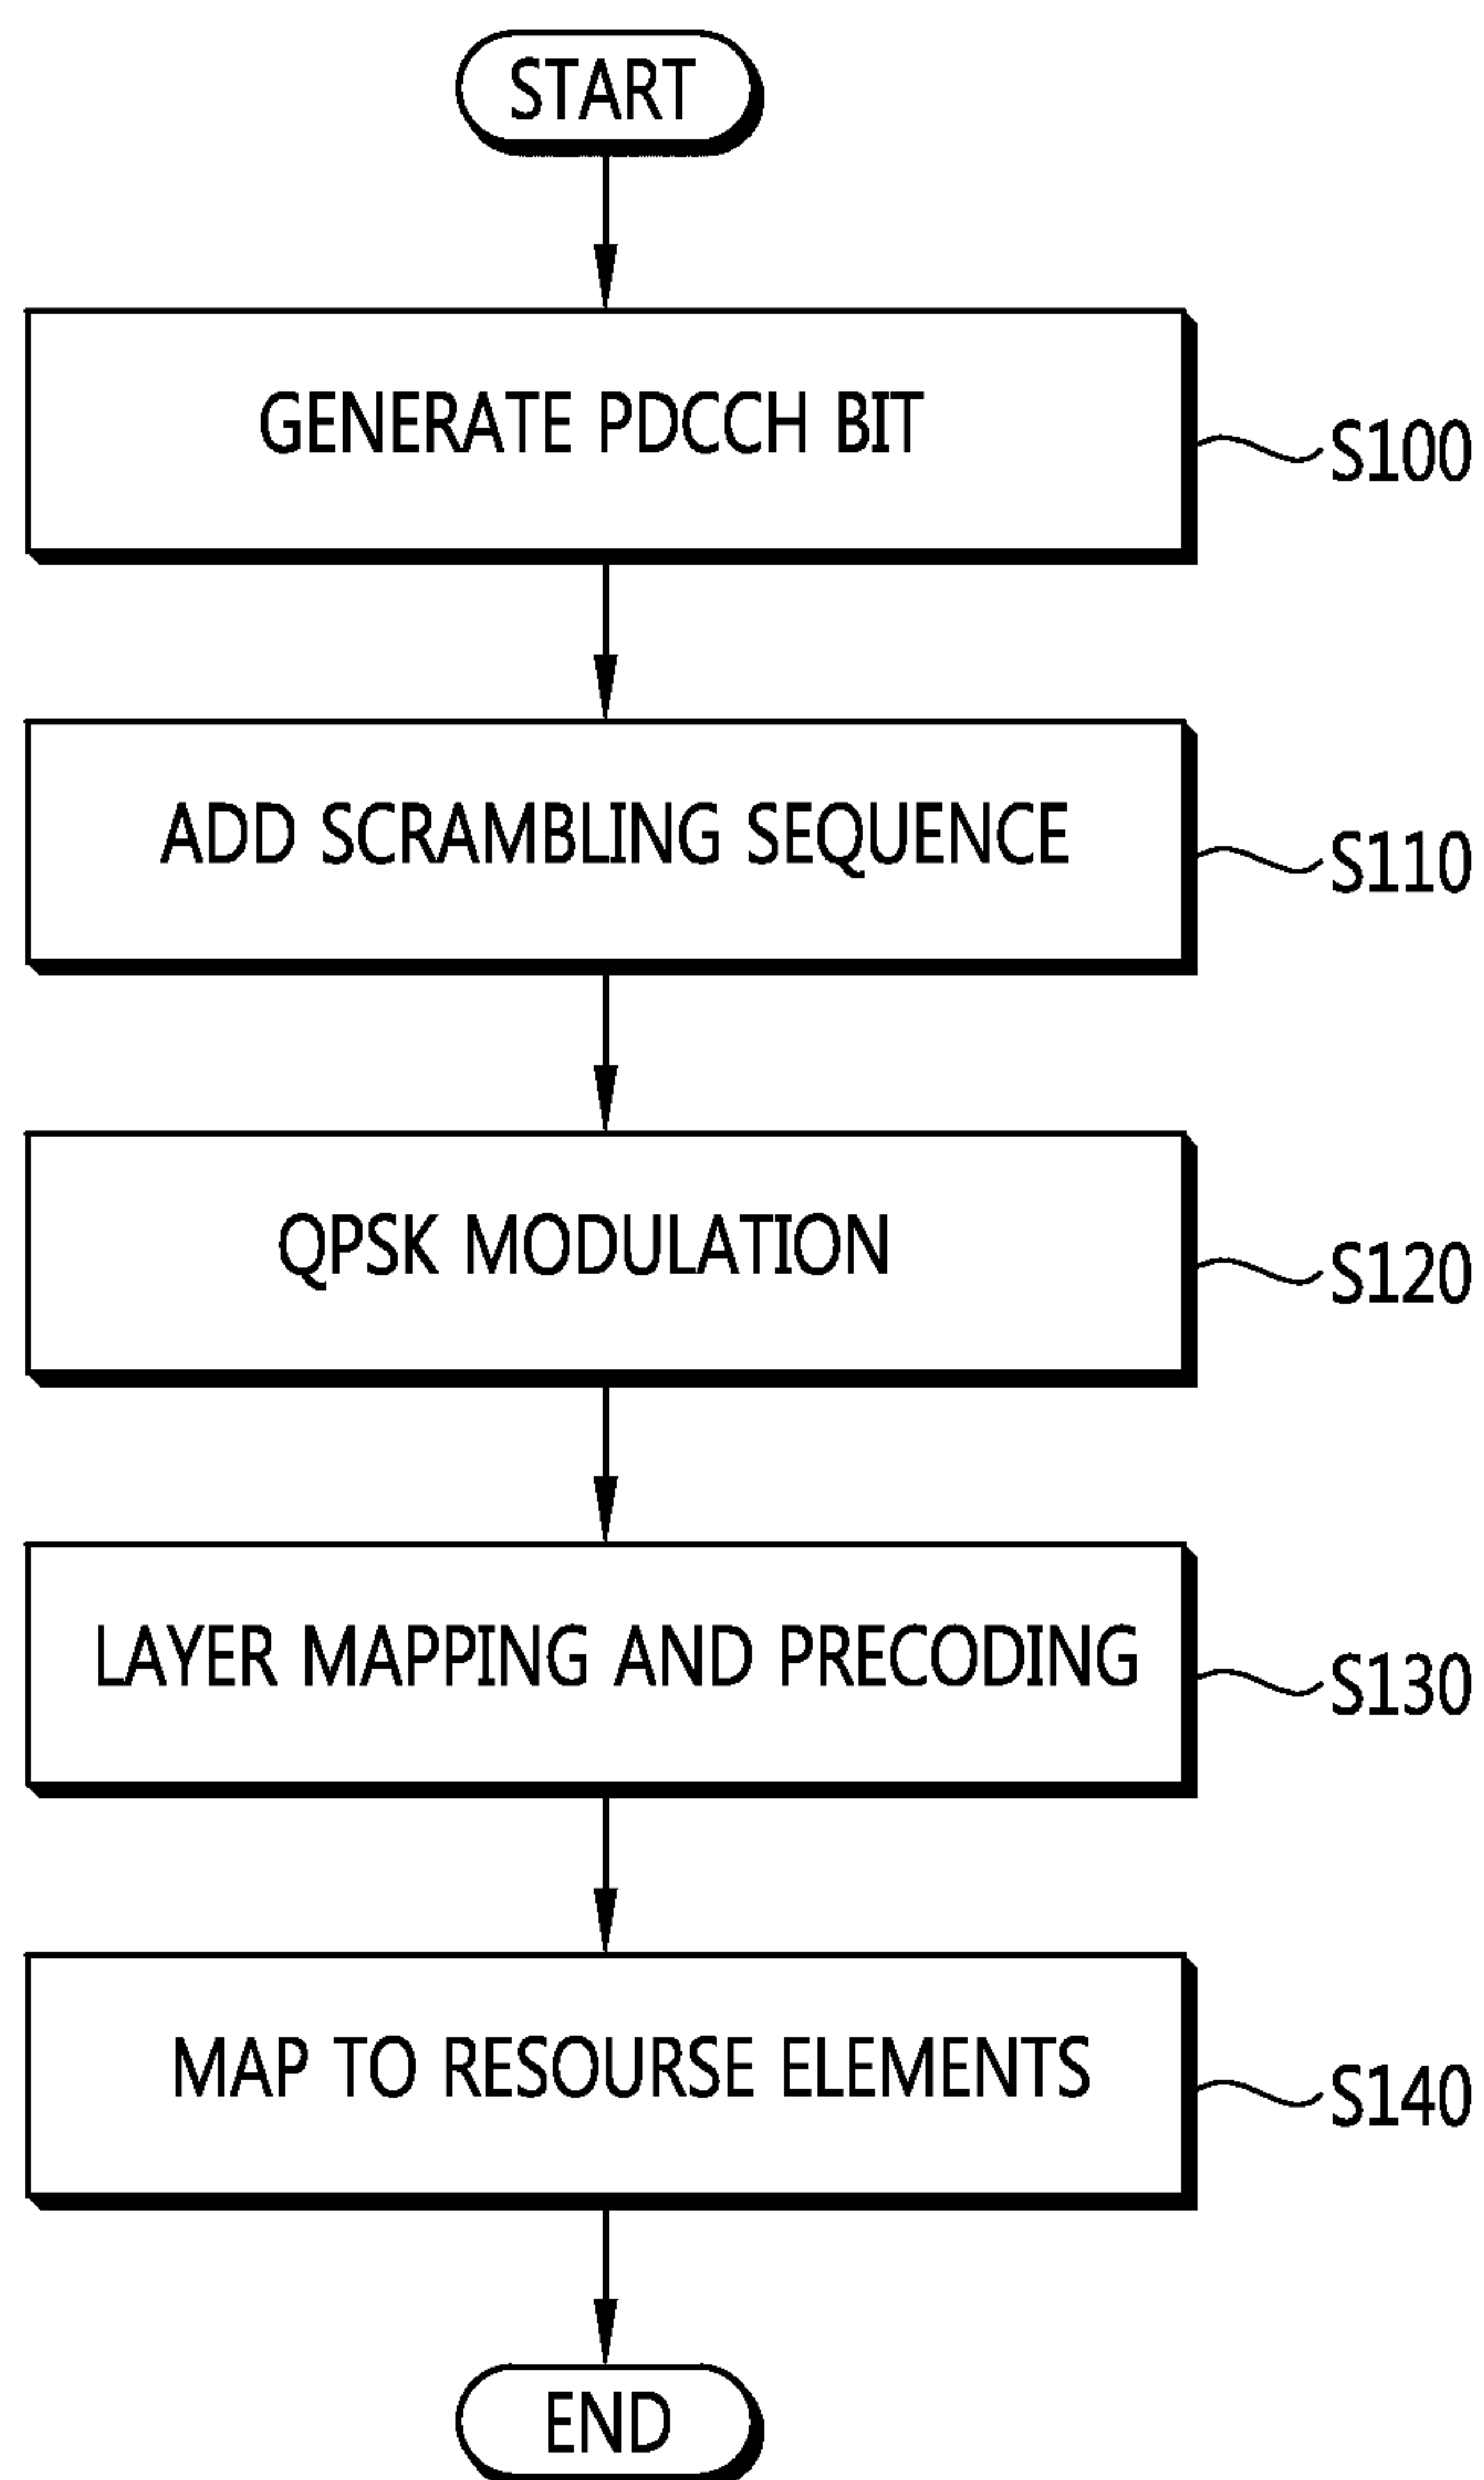 START
GENERATE PDCCH BIT
S100
ADD SCRAMBLING SEQUENCE
S110
QPSK MODULATION
S120
LAYER MAPPING AND PRECODING
S130
MAP TO RESOURSE ELEMENTS
S140
END